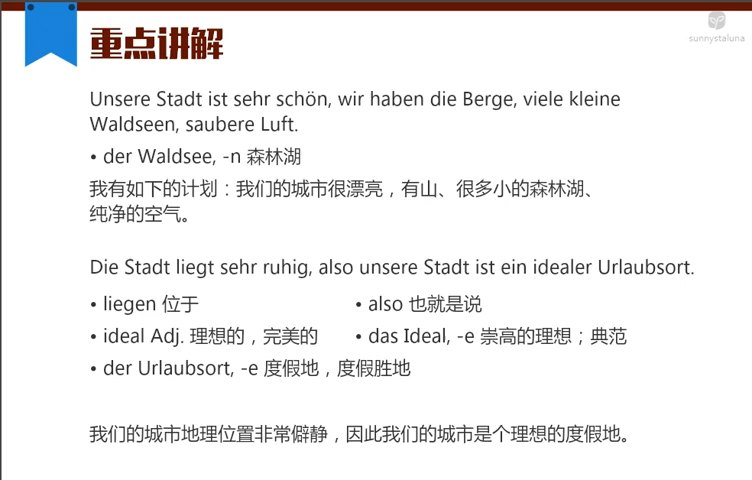 重点讲解
sunnystaluna
Unsere Stadt ist sehr schön, wir haben die Berge, viele kleine
Waldseen, saubere Luft.
• der Waldsee, -n 森林湖
我有如下的计划：我们的城市很漂亮，有山、很多小的森林湖、
纯净的空气。
Die Stadt liegt sehr ruhig, also unsere Stadt ist ein idealer Urlaubsort.
• liegen 位于 • also 也就是说
• ideal Adj. 理想的，完美的 • das Ideal, -e 崇高的理想；典范
• der Urlaubsort, -e 度假地，度假胜地
我们的城市地理位置非常僻静，因此我们的城市是个理想的度假地。